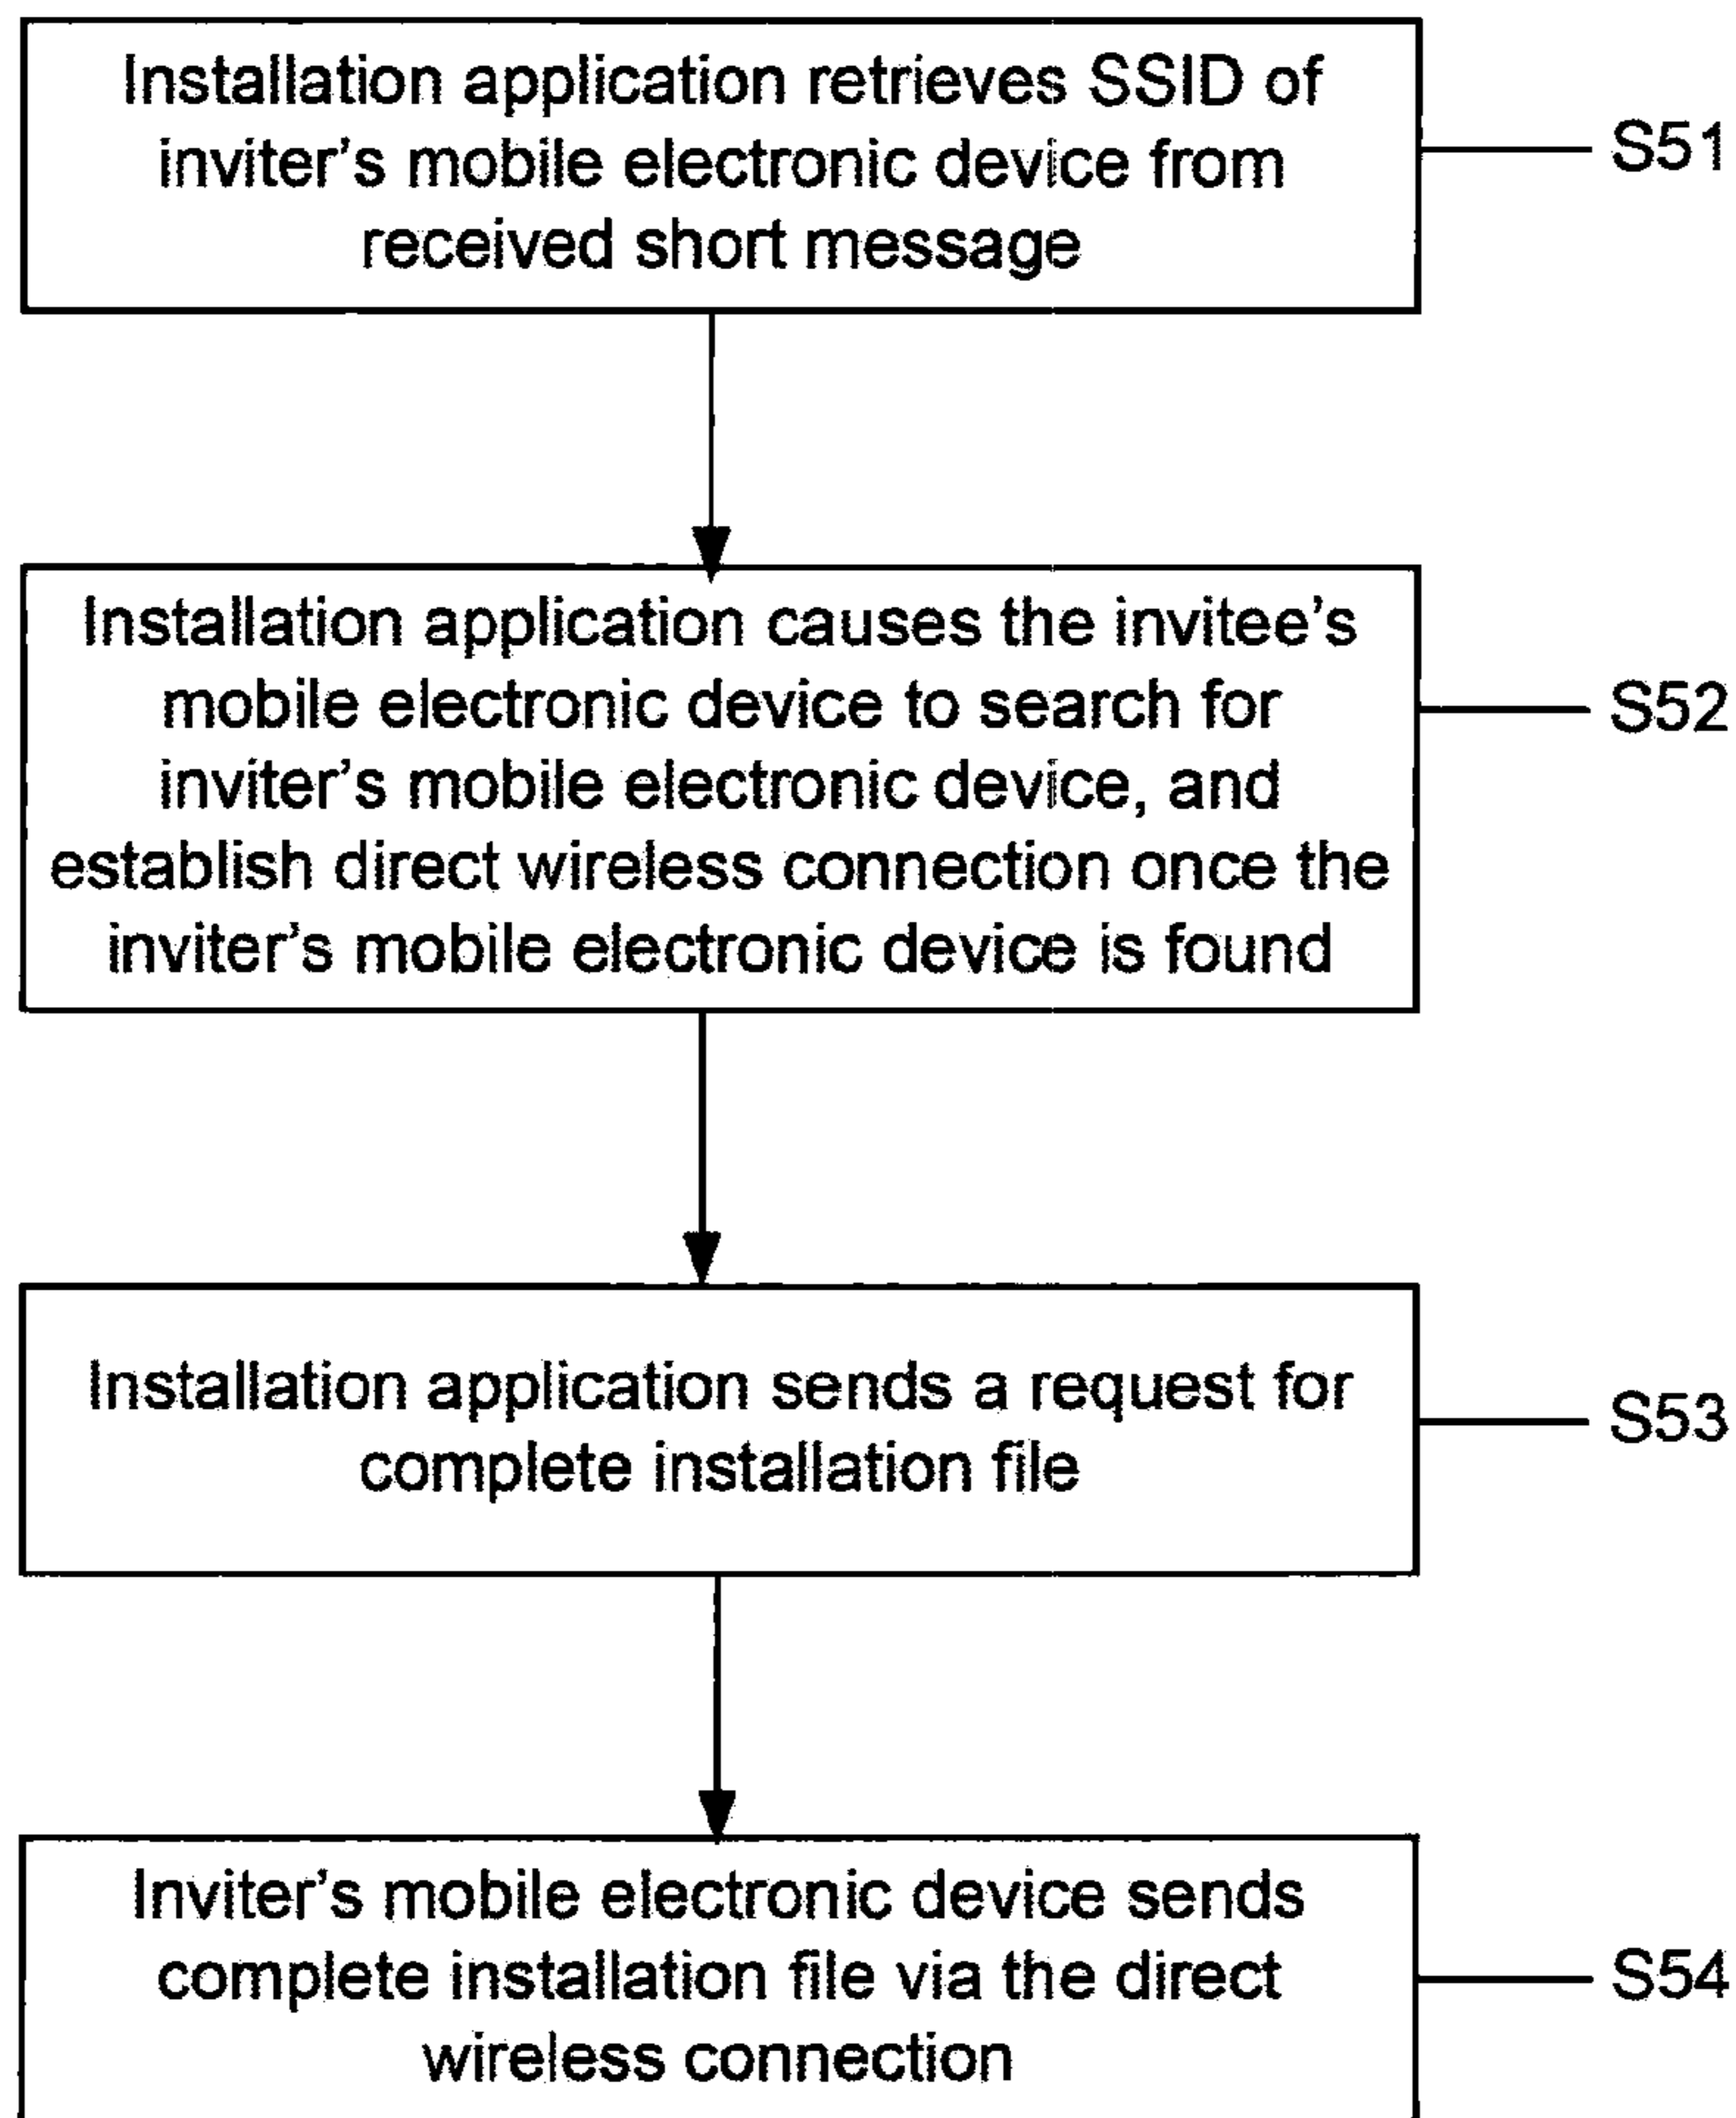 Installation application retrieves SSID of
inviter's mobile electronic device from
received short message
S51
Installation application causes the invitee's
mobile electronic device to search for
inviter's mobile electronic device, and
establish direct wireless connection once the
inviter's mobile electronic device is found
S52
Installation application sends a request for
complete installation file
S53
Inviter's mobile electronic device sends
complete installation file via the direct
wireless connection
S54